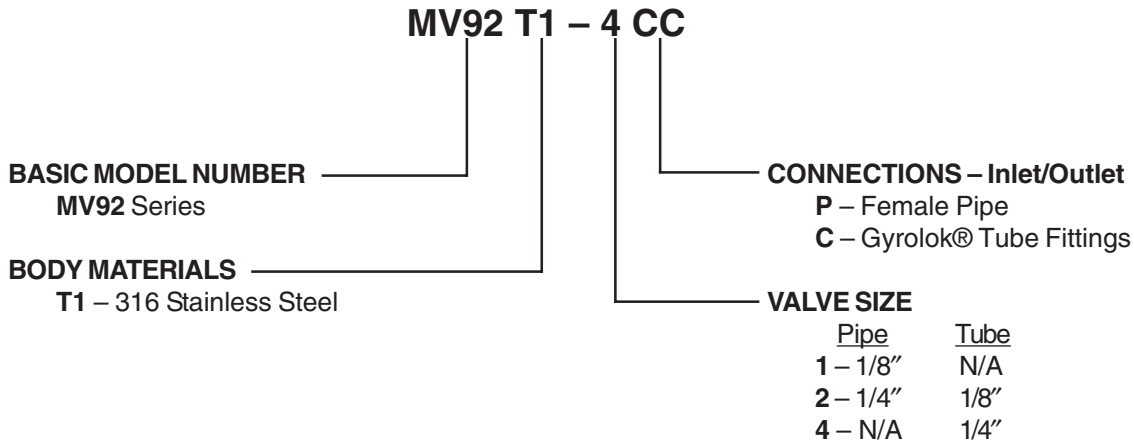 MV92 T1 – 4 CC
BASIC MODEL NUMBER
MV92 Series
BODY MATERIALS
T1 – 316 Stainless Steel
CONNECTIONS – Inlet/Outlet
P – Female Pipe
C – Gyrolok® Tube Fittings
VALVE SIZE
Pipe Tube
1 – 1/8″ N/A
2 – 1/4″ 1/8″
4 – N/A 1/4″